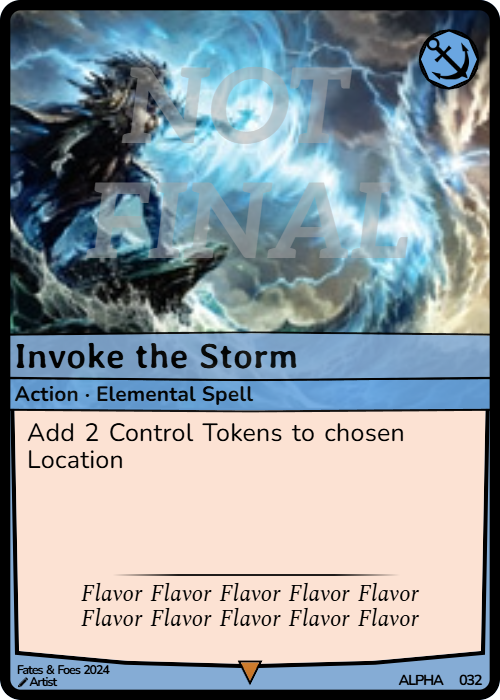 NOT
FINAL
Invoke the Storm
Action · Elemental Spell
Add 2 Control Tokens to chosen
Location
Flavor Flavor Flavor Flavor Flavor
Flavor Flavor Flavor Flavor Flavor
Fates & Foes 2024
Artist
ALPHA 032